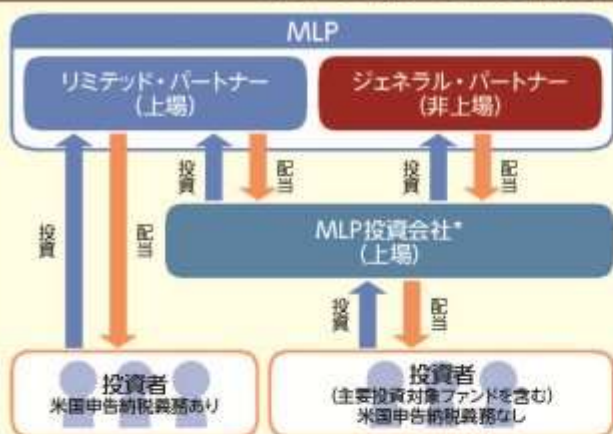 MLP
リミテッド・パートナー
(上場)
ジェネラル・パートナー
(非上場)
投資
配当
投資
配当
投資
配当
MLP投資会社*
(上場)
投資
配当
投資者
米国申告納税義務あり
投資者
(主要投資対象ファンドを含む)
米国申告納税義務なし